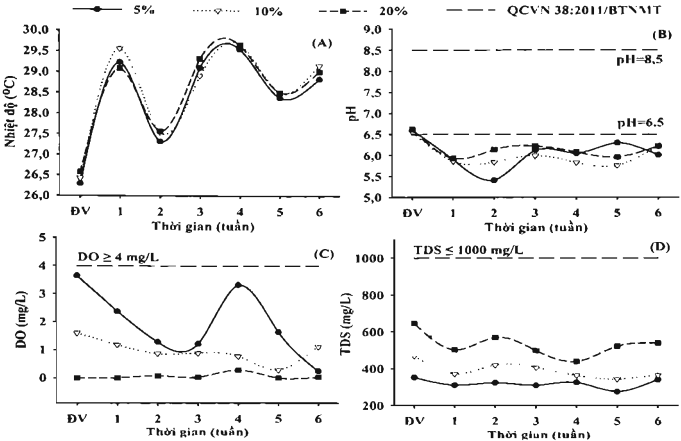 5‰ 10% 20% QCVN 38:2011/BTNMT
(A)
Nhiệt độ (⁰C)
30.0
29.5
29.0
28.5
27.5
27.0
26.5
26,0
ĐV 1 2 3 4 5 6
Thời gian (tuần)
(B)
pH
9.0
8.5
8.0
7.5
7.0
6.5
6,0
5.5
5,0
pH=8,5
pH=6.5
ĐV 1 2 3 4 5 6
Thời gian (tuần)
(C)
DO ≥ 4 mg/L
DO (mg/L)
5
4
3
2
1
0
ĐV 1 2 3 4 5 6
Thời gian (tuần)
(D)
TDS ≤ 1000 mg/L
TDS (mg/L)
1000
800
600
400
200
ĐV 1 2 3 4 5 6
Thời gian (tuần)